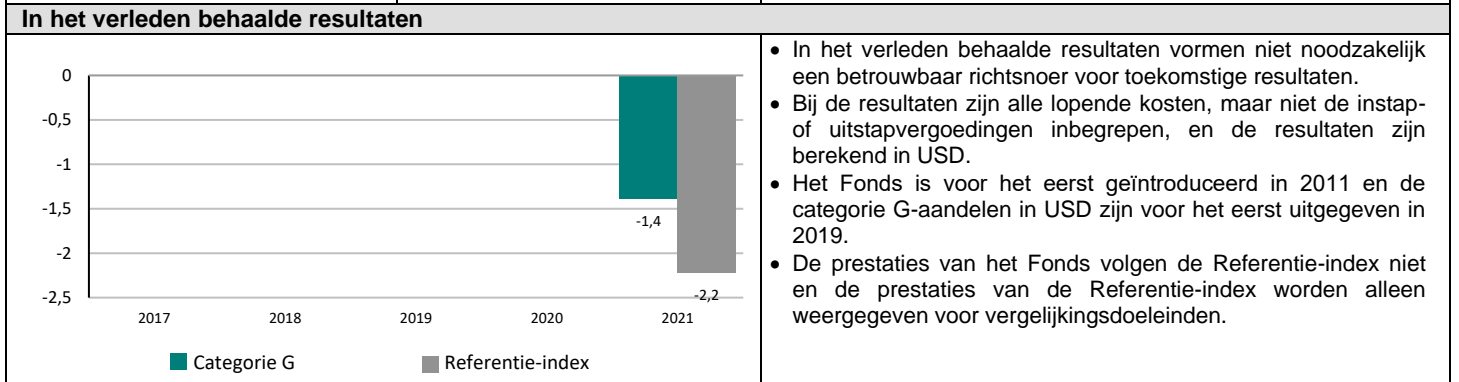 In het verleden behaalde resultaten
0
-0,5
-1
-1,5
-2
-2,5
-1,4
-2,2
2017 2018 2019 2020 2021
Categorie G Referentie-index
• In het verleden behaalde resultaten vormen niet noodzakelijk
een betrouwbaar richtsnoer voor toekomstige resultaten.
• Bij de resultaten zijn alle lopende kosten, maar niet de instap-
of uitstapvergoedingen inbegrepen, en de resultaten zijn
berekend in USD.
• Het Fonds is voor het eerst geïntroduceerd in 2011 en de
categorie G-aandelen in USD zijn voor het eerst uitgegeven in
2019.
• De prestaties van het Fonds volgen de Referentie-index niet
en de prestaties van de Referentie-index worden alleen
weergegeven voor vergelijkingsdoeleinden.